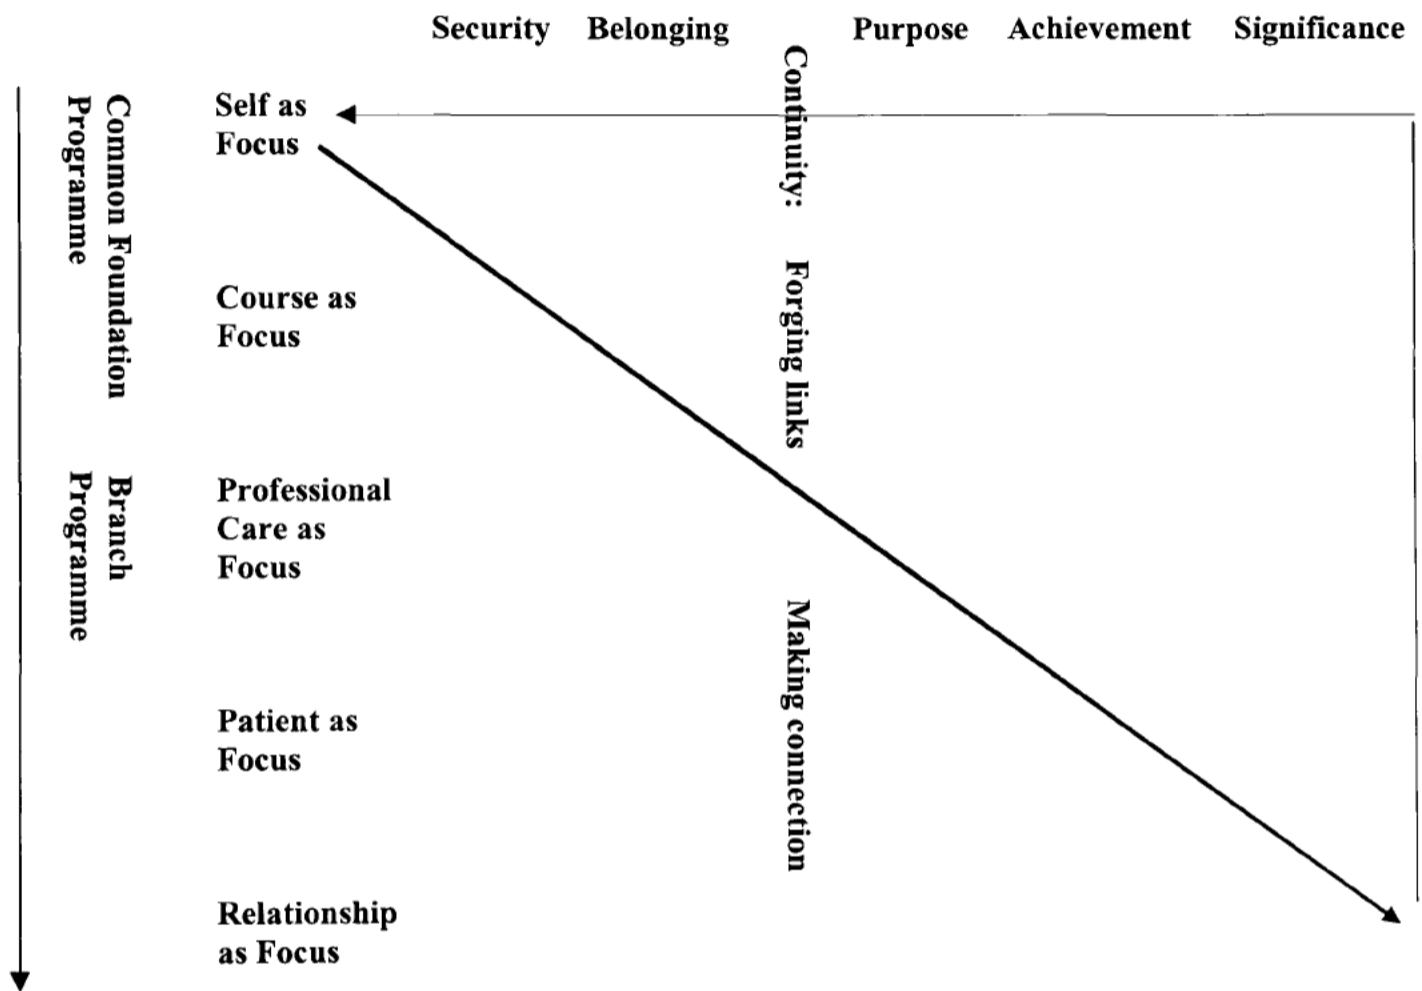 Security Belonging Purpose Achievement Significance
Continuity: Forging links Making connection
Common Foundation
Programme
Branch
Programme
Self as
Focus
Course as
Focus
Professional
Care as
Focus
Patient as
Focus
Relationship
as Focus